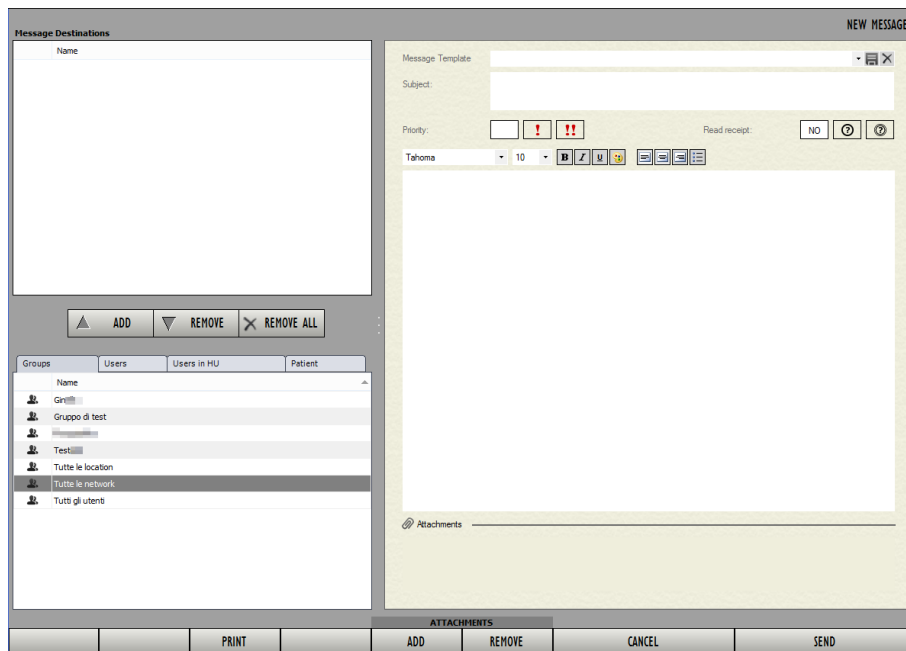 NEW MESSAGE
Message Destinations
Name
ADD REMOVE REMOVE ALL
Groups Users Users in HU Patient
Name
Gruppo di test
Test
Tutte le location
Tutte le network
Tutti gli utenti
Message Template
Subject:
Priority: ! !! Read receipt: NO ? ?
Tahoma 10 B I U
Attachments
ATTACHMENTS
PRINT ADD REMOVE CANCEL SEND